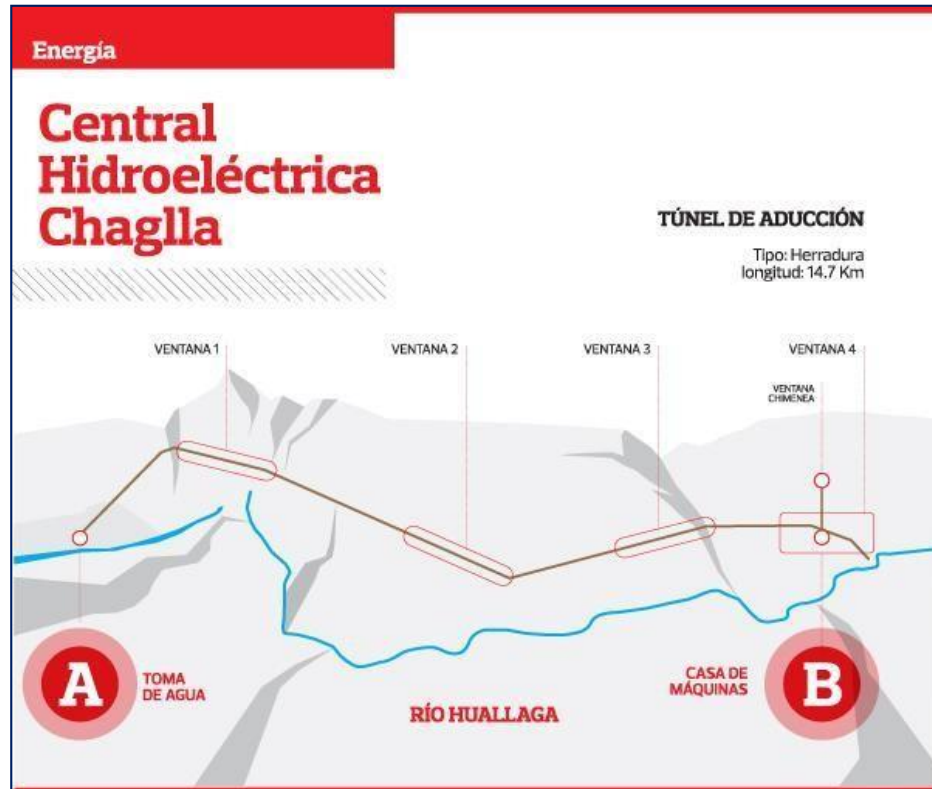 Energía
Central
Hidroeléctrica
Chaglla
TÚNEL DE ADUCCIÓN
Tipo: Herradura
longitud: 14.7 Km
VENTANA 1
VENTANA 2
VENTANA 3
VENTANA 4
VENTANA
CHIMENEA
A
TOMA
DE AGUA
RÍO HUALLAGA
CASA DE
MÁQUINAS
B